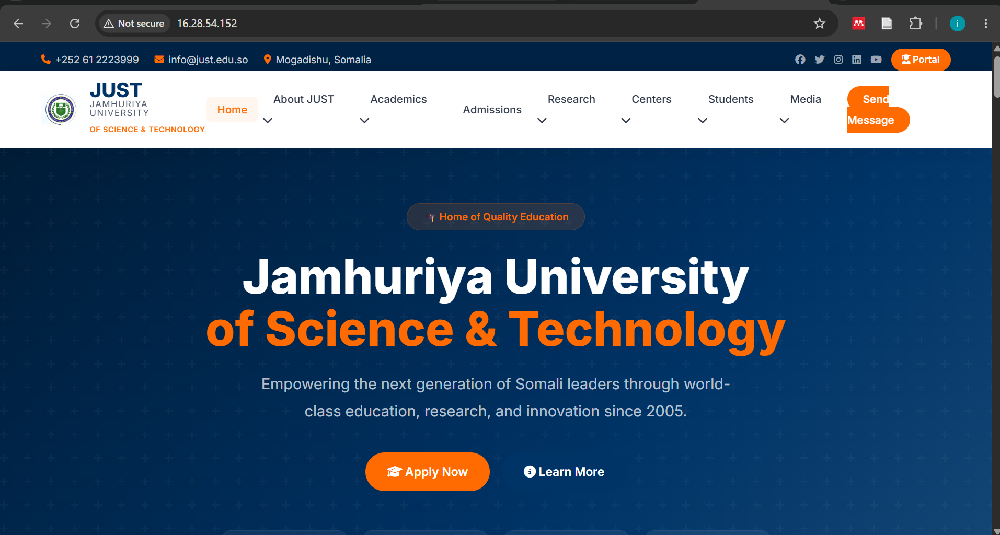 Not secure
16.28.54.152
i
+252 61 2223999
info@just.edu.so
Mogadishu, Somalia
Portal
JUST
JAMHURIYA
UNIVERSITY
OF SCIENCE & TECHNOLOGY
Home
About JUST
Academics
Admissions
Research
Centers
Students
Media
Send
Message
Home of Quality Education
Jamhuriya University
of Science & Technology
Empowering the next generation of Somali leaders through world-
class education, research, and innovation since 2005.
Apply Now
Learn More